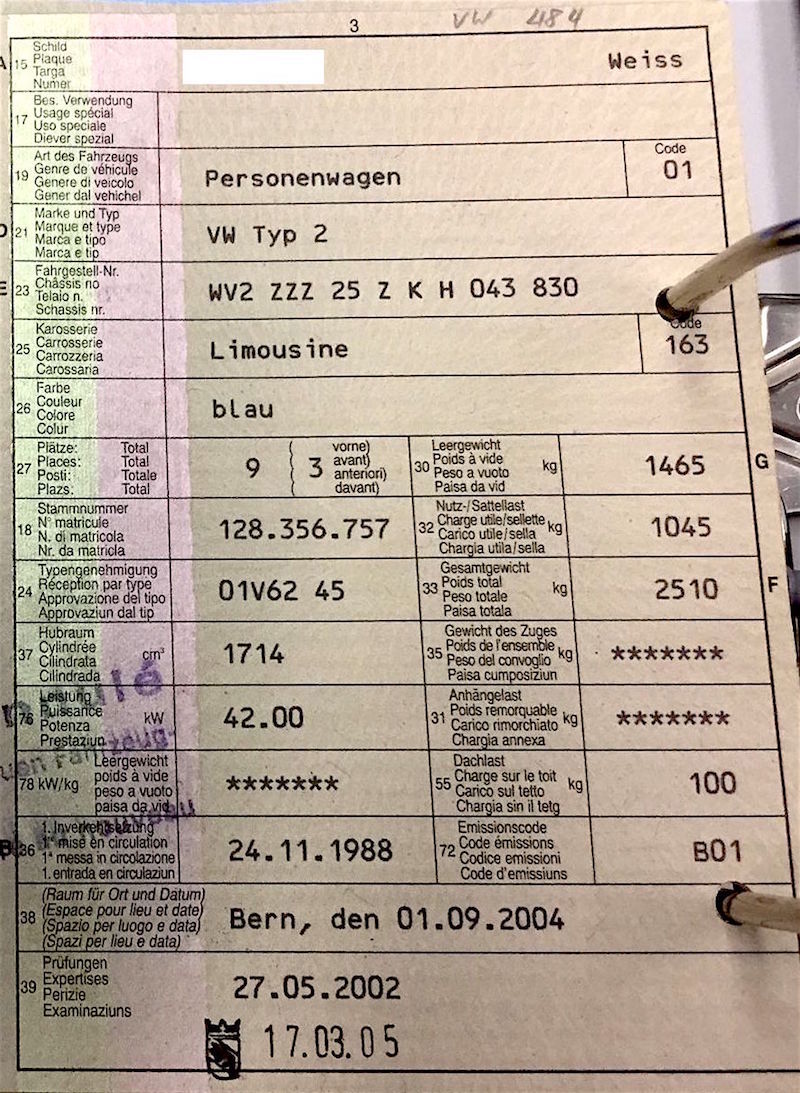 3
VW 484
A 15 Schild
Plaque
Targa
Numer
Weiss
17 Bes. Verwendung
Usage spécial
Uso speciale
Diever spezial
19 Art des Fahrzeugs
Genre de véhicule
Genere di veicolo
Gener dal vehichel
Personenwagen
Code
01
D 21 Marke und Typ
Marque et type
Marca e tipo
Marca e tip
VW Typ 2
E 23 Fahrgestell-Nr.
Châssis no
Telaio n.
Schassis nr.
WV2 ZZZ 25 Z K H 043 830
25 Karosserie
Carrosserie
Carrozzeria
Carossaria
Limousine
Code
163
26 Farbe
Couleur
Colore
Colur
blau
27 Plätze: Total
Places: Total
Posti: Totale
Plazs: Total
9 ( 3 vorne)
avant)
anteriori)
( davant)
30 Leergewicht
Poids à vide
Peso a vuoto
Paisa da vid
kg
1465
G
18 Stammnummer
N° matricule
N. di matricola
Nr. da matricla
128.356.757
32 Nutz-/Sattellast
Charge utile/sellette
Carico utile/sella
Chargia utila/sella
kg
1045
24 Typengenehmigung
Réception par type
Approvazione del tipo
Approvaziun dal tip
01V62 45
33 Gesamtgewicht
Poids total
Peso totale
Paisa totala
kg
2510
F
37 Hubraum
Cylindrée
Cilindrata
Cilindrada
cm³
1714
35 Gewicht des Zuges
Poids de l'ensemble
Peso del convoglio
Paisa cumposiziun
kg
*******
76 Leistung
Puissance
Potenza
Prestaziun
kW
42.00
31 Anhängelast
Poids remorquable
Carico rimorchiato
Chargia annexa
kg
*******
78 kW/kg
Leergewicht
poids à vide
peso a vuoto
paisa da vid
*******
55 Dachlast
Charge sur le toit
Carico sul tetto
Chargia sin il tetg
kg
100
B 36 1. Inverkehrsetzung
1re mise en circulation
1a messa in circolazione
1. entrada en circulaziun
24.11.1988
72 Emissionscode
Code émissions
Codice emissioni
Code d'emissiuns
B01
38 (Raum für Ort und Datum)
(Espace pour lieu et date)
(Spazio per luogo e data)
(Spazi per lieu e data)
Bern, den 01.09.2004
39 Prüfungen
Expertises
Perizie
Examinaziuns
27.05.2002
17.03.05